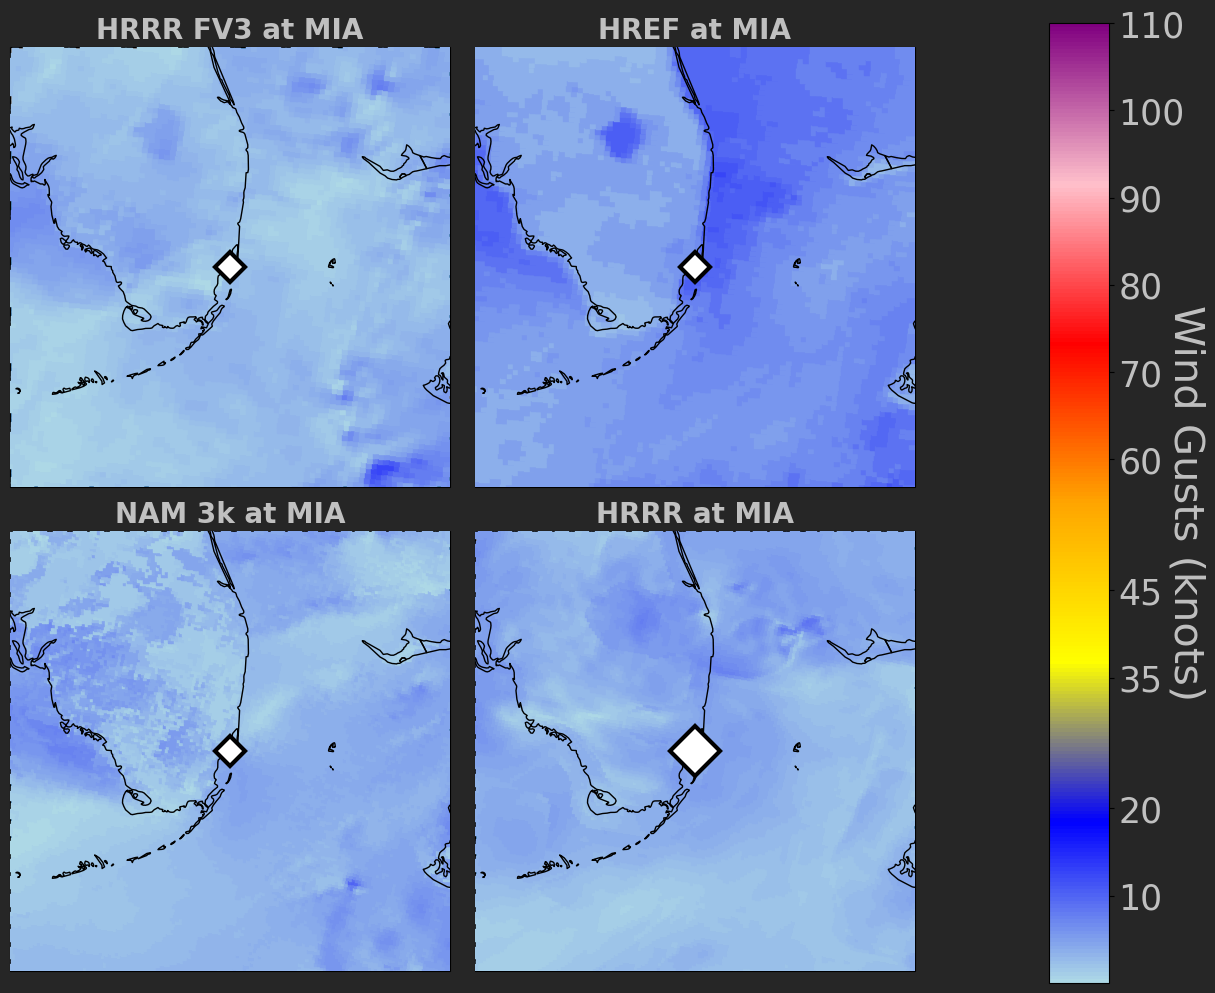 HRRR FV3 at MIA
HREF at MIA
NAM 3k at MIA
HRRR at MIA
110
100
90
80
70
60
45
35
20
10
Wind Gusts (knots)